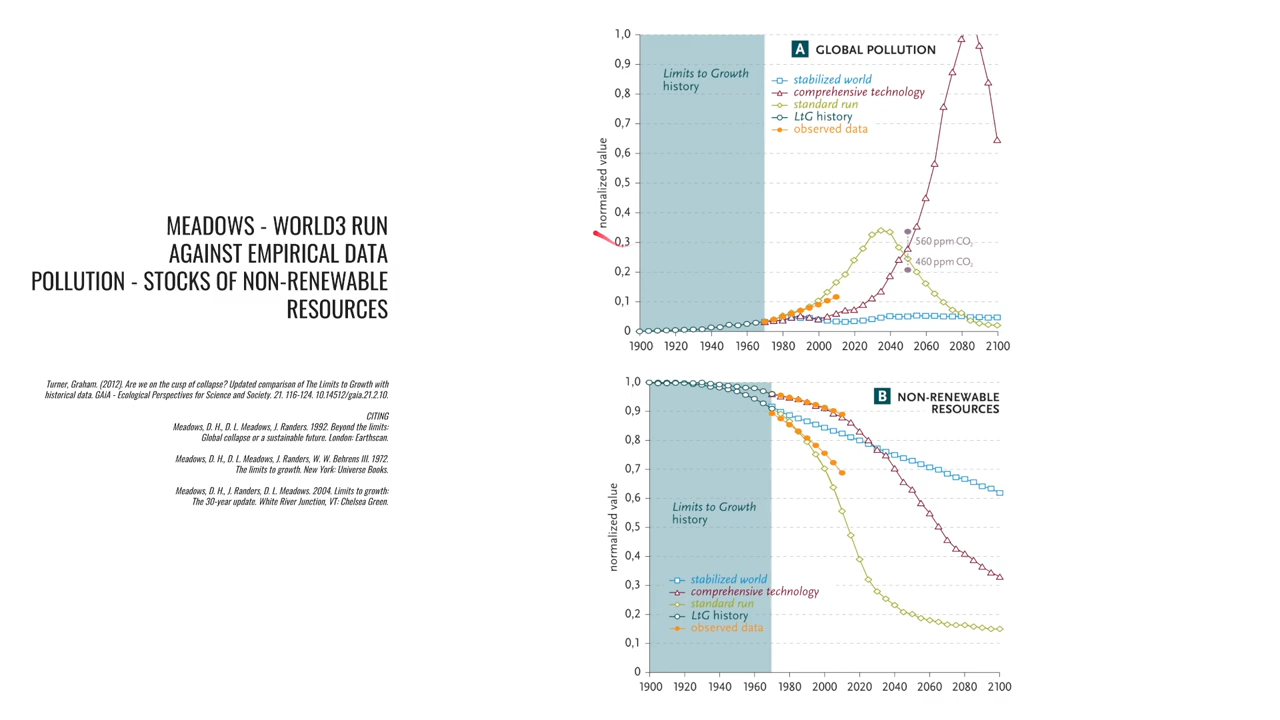 MEADOWS - WORLD3 RUN
AGAINST EMPIRICAL DATA
POLLUTION - STOCKS OF NON-RENEWABLE
RESOURCES
Turner, Graham. (2012). Are we on the cusp of collapse? Updated comparison of The Limits to Growth with
historical data. GAiA - Ecological Perspectives for Science and Society. 21. 116-124. 10.14512/gaia.21.2.10.
CITING
Meadows, D. H., D. L. Meadows, J. Randers. 1992. Beyond the limits:
Global collapse or a sustainable future. London: Earthscan.
Meadows, D. H., D. L. Meadows, J. Randers, W. W. Behrens III. 1972.
The limits to growth. New York: Universe Books.
Meadows, D. H., J. Randers, D. L. Meadows. 2004. Limits to growth:
The 30-year update. White River Junction, VT: Chelsea Green.
A GLOBAL POLLUTION
Limits to Growth
history
stabilized world
comprehensive technology
standard run
LtG history
observed data
normalized value
1,0
0,9
0,8
0,7
0,6
0,5
0,4
0,3
0,2
0,1
0
560 ppm CO₂
460 ppm CO₂
1900 1920 1940 1960 1980 2000 2020 2040 2060 2080 2100
B NON-RENEWABLE
RESOURCES
normalized value
1,0
0,9
0,8
0,7
0,6
0,5
0,4
0,3
0,2
0,1
0
Limits to Growth
history
stabilized world
comprehensive technology
standard run
LtG history
observed data
1900 1920 1940 1960 1980 2000 2020 2040 2060 2080 2100